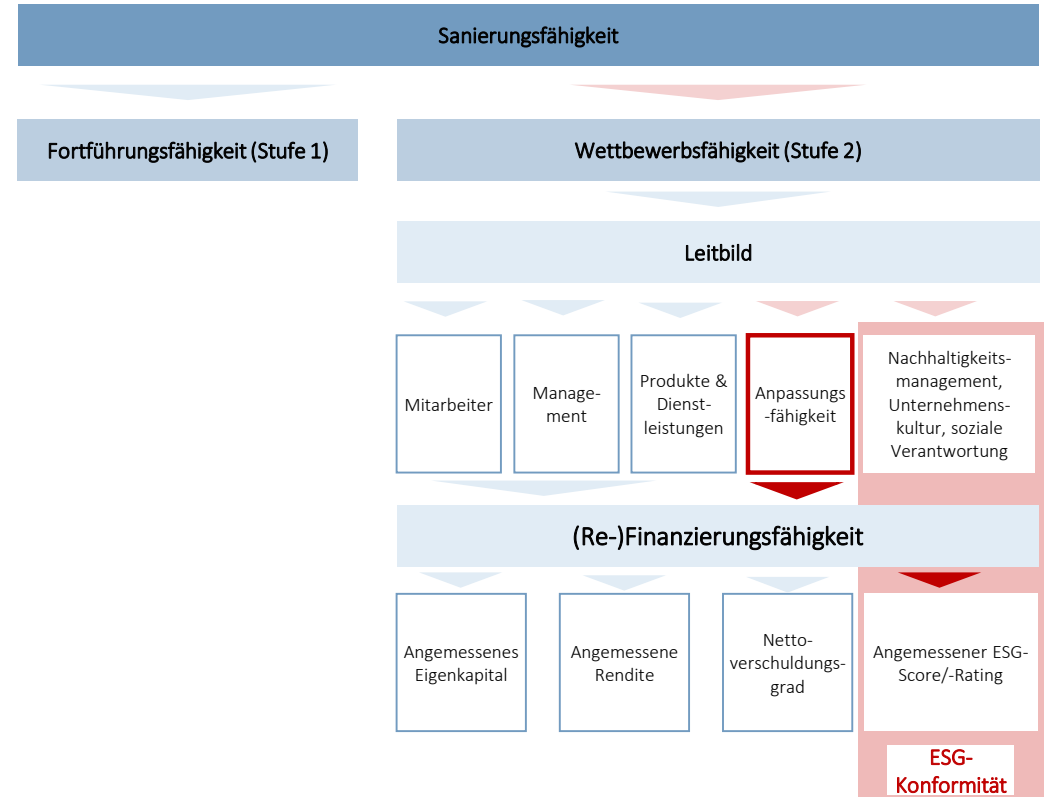 Sanierungsfähigkeit
Fortführungsfähigkeit (Stufe 1)
Wettbewerbsfähigkeit (Stufe 2)
Leitbild
Mitarbeiter
Manage-
ment
Produkte &
Dienst-
leistungen
Anpassungs
-fähigkeit
Nachhaltigkeits-
management,
Unternehmens-
kultur, soziale
Verantwortung
(Re-)Finanzierungsfähigkeit
Angemessenes
Eigenkapital
Angemessene
Rendite
Netto-
verschuldungs-
grad
Angemessener ESG-
Score/-Rating
ESG-
Konformität